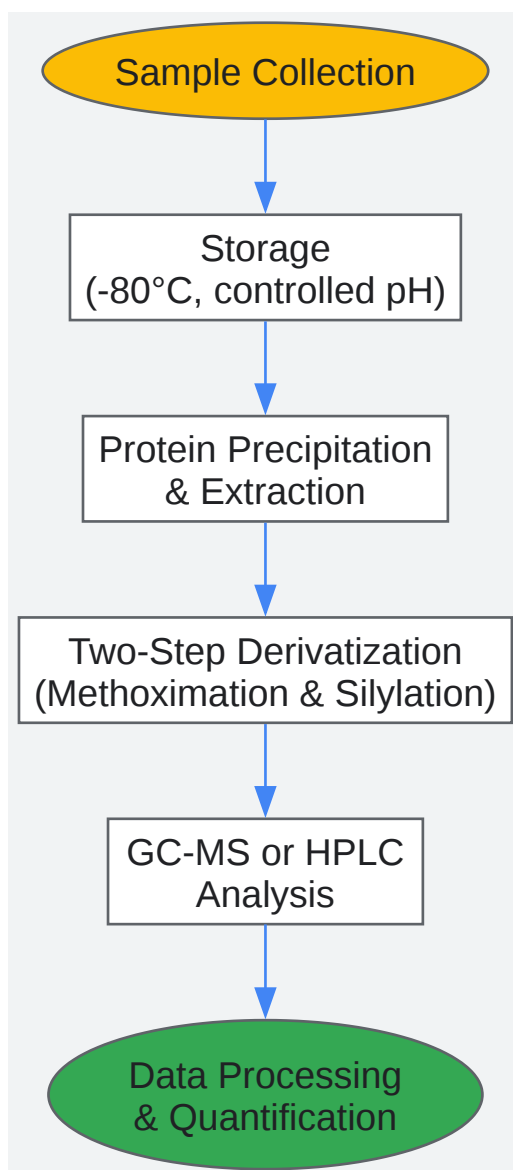 Sample Collection
Storage
(-80°C, controlled pH)
Protein Precipitation
& Extraction
Two-Step Derivatization
(Methoximation & Silylation)
GC-MS or HPLC
Analysis
Data Processing
& Quantification